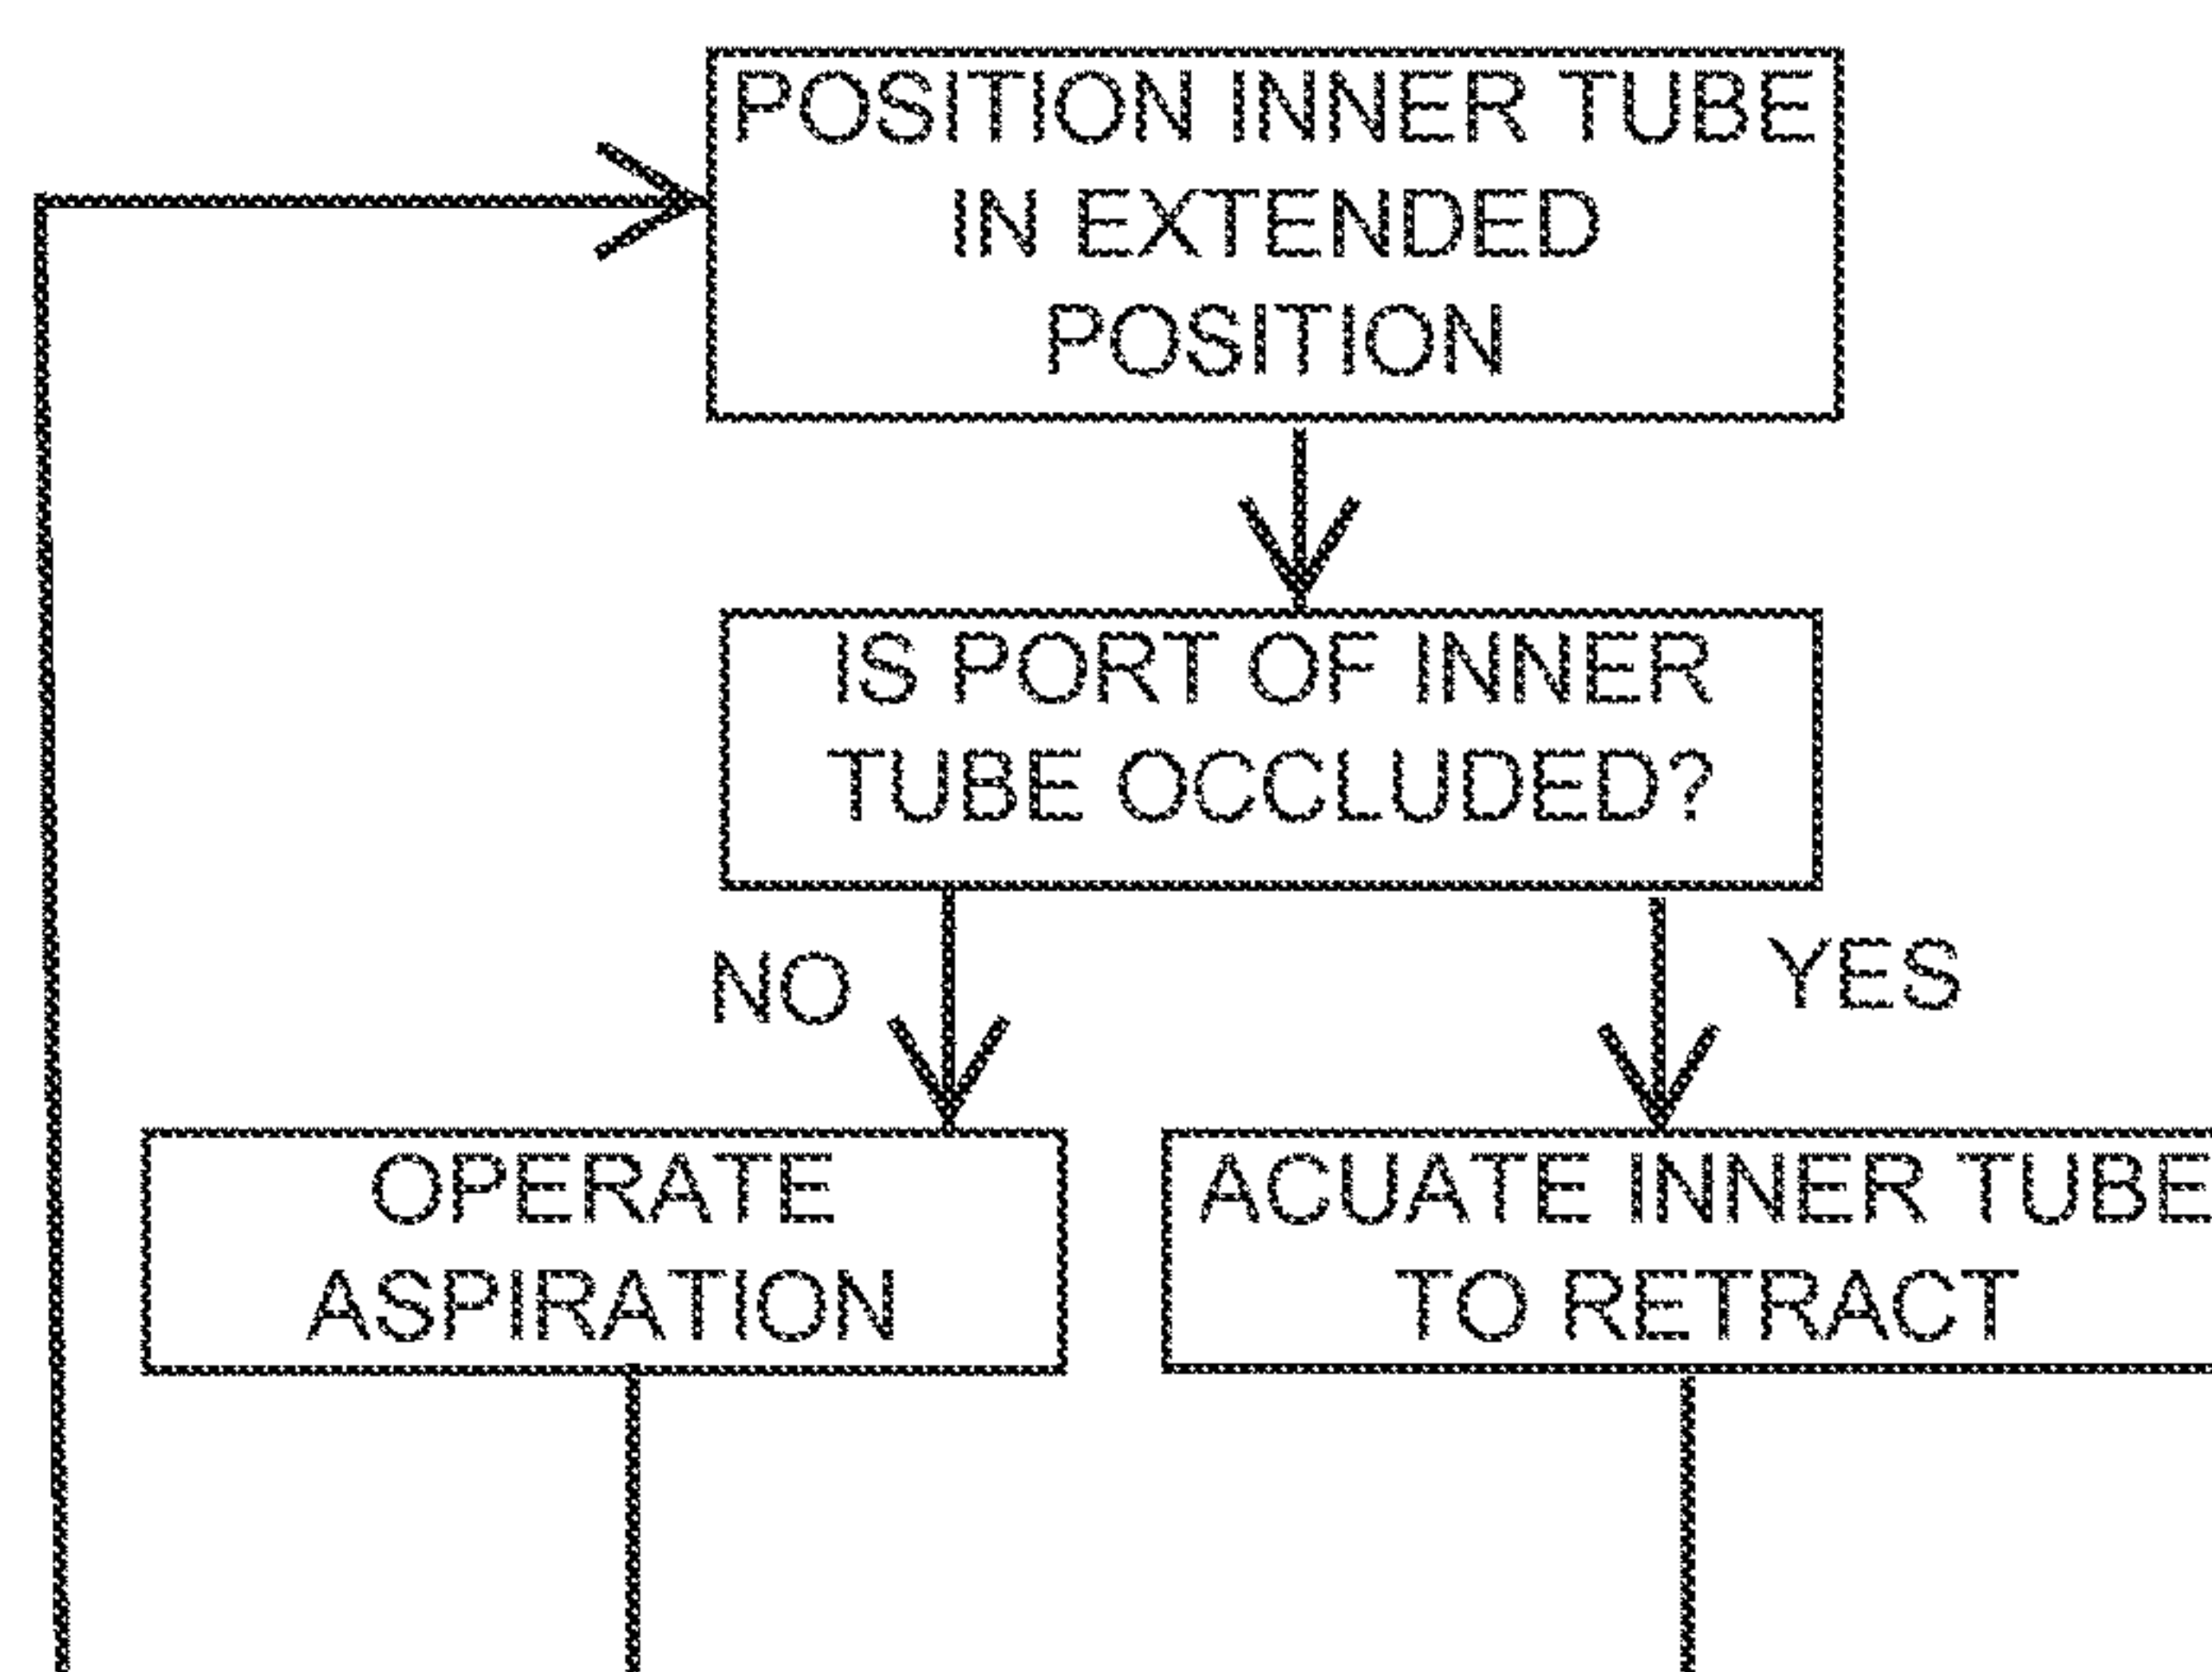 POSITION INNER TUBE
IN EXTENDED
POSITION
IS PORT OF INNER
TUBE OCCLUDED?
NO
YES
OPERATE
ASPIRATION
ACUATE INNER TUBE
TO RETRACT